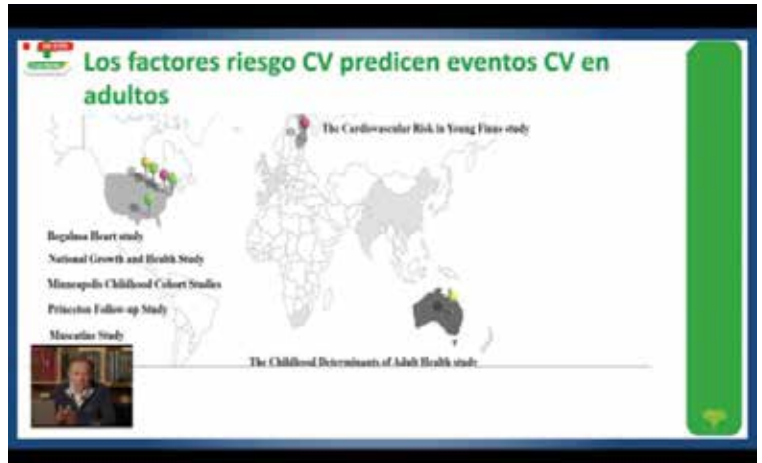 Los factores riesgo CV predicen eventos CV en
adultos
The Cardiovascular Risk in Young Finns study
Bogalusa Heart study
National Growth and Health Study
Minneapolis Childhood Cohort Studies
Princeton Follow-up Study
Muscatine Study
The Childhood Determinants of Adult Health study